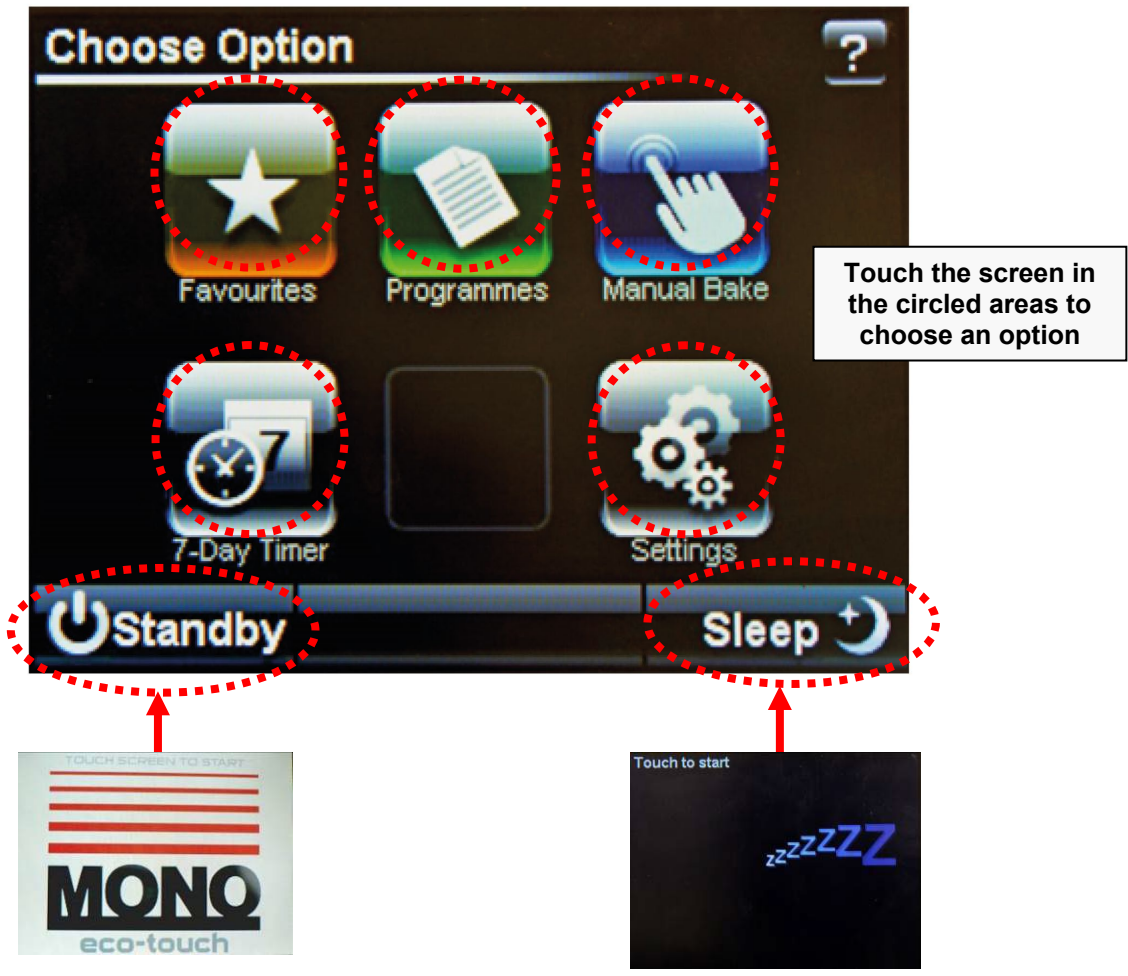 Choose Option
?
Favourites
Programmes
Manual Bake
Touch the screen in
the circled areas to
choose an option
7
7-Day Timer
Settings
Standby
Sleep
TOUCH SCREEN TO START
MONO
eco-touch
Touch to start
zzzzzzz